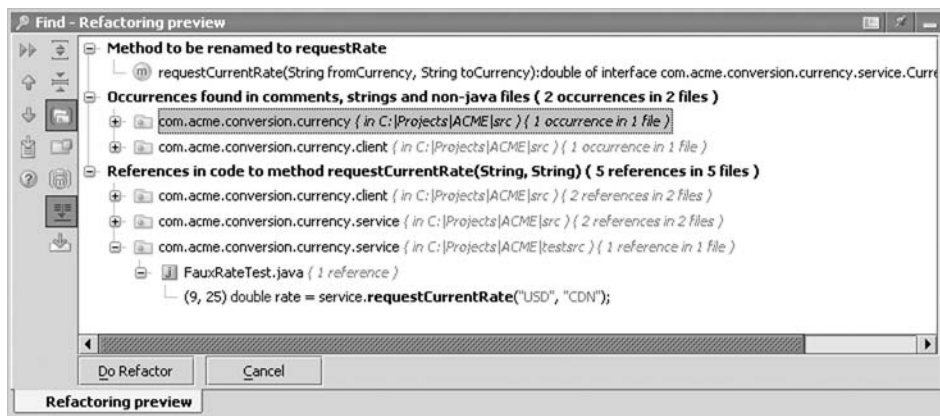 Find - Refactoring preview
Method to be renamed to requestRate
m requestCurrentRate(String fromCurrency, String toCurrency):double of interface com.acme.conversion.currency.service.Curre
Occurrences found in comments, strings and non-java files ( 2 occurrences in 2 files )
com.acme.conversion.currency ( in C:|Projects|ACME|src ) ( 1 occurrence in 1 file )
com.acme.conversion.currency.client ( in C:|Projects|ACME|src ) ( 1 occurrence in 1 file )
References in code to method requestCurrentRate(String, String) ( 5 references in 5 files )
com.acme.conversion.currency.client ( in C:|Projects|ACME|src ) ( 2 references in 2 files )
com.acme.conversion.currency.service ( in C:|Projects|ACME|src ) ( 2 references in 2 files )
com.acme.conversion.currency.service ( in C:|Projects|ACME|testsrc ) ( 1 reference in 1 file )
J FauxRateTest.java ( 1 reference )
(9, 25) double rate = service.requestCurrentRate("USD", "CDN");
Do Refactor Cancel
Refactoring preview